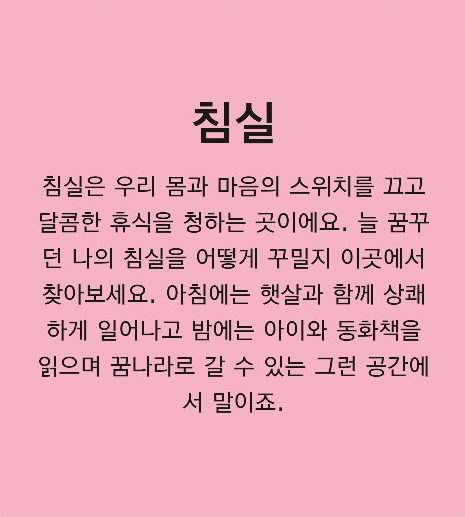 침실
침실은 우리 몸과 마음의 스위치를 끄고
달콤한 휴식을 청하는 곳이에요. 늘 꿈꾸
던 나의 침실을 어떻게 꾸밀지 이곳에서
찾아보세요. 아침에는 햇살과 함께 상쾌
하게 일어나고 밤에는 아이와 동화책을
읽으며 꿈나라로 갈 수 있는 그런 공간에
서 말이죠.